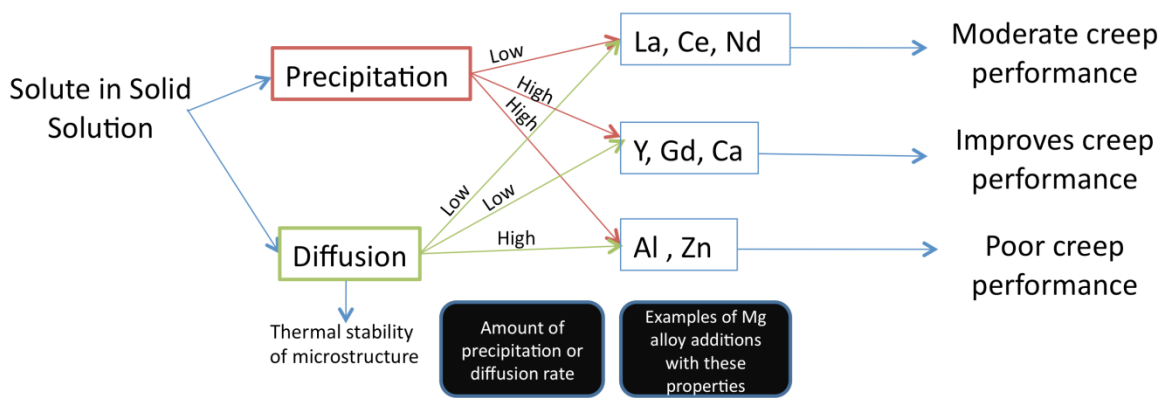 Solute in Solid
Solution
Precipitation
Diffusion
Thermal stability
of microstructure
Low
High
High
Low
Low
High
La, Ce, Nd
Y, Gd, Ca
Al , Zn
Moderate creep
performance
Improves creep
performance
Poor creep
performance
Amount of
precipitation or
diffusion rate
Examples of Mg
alloy additions
with these
properties